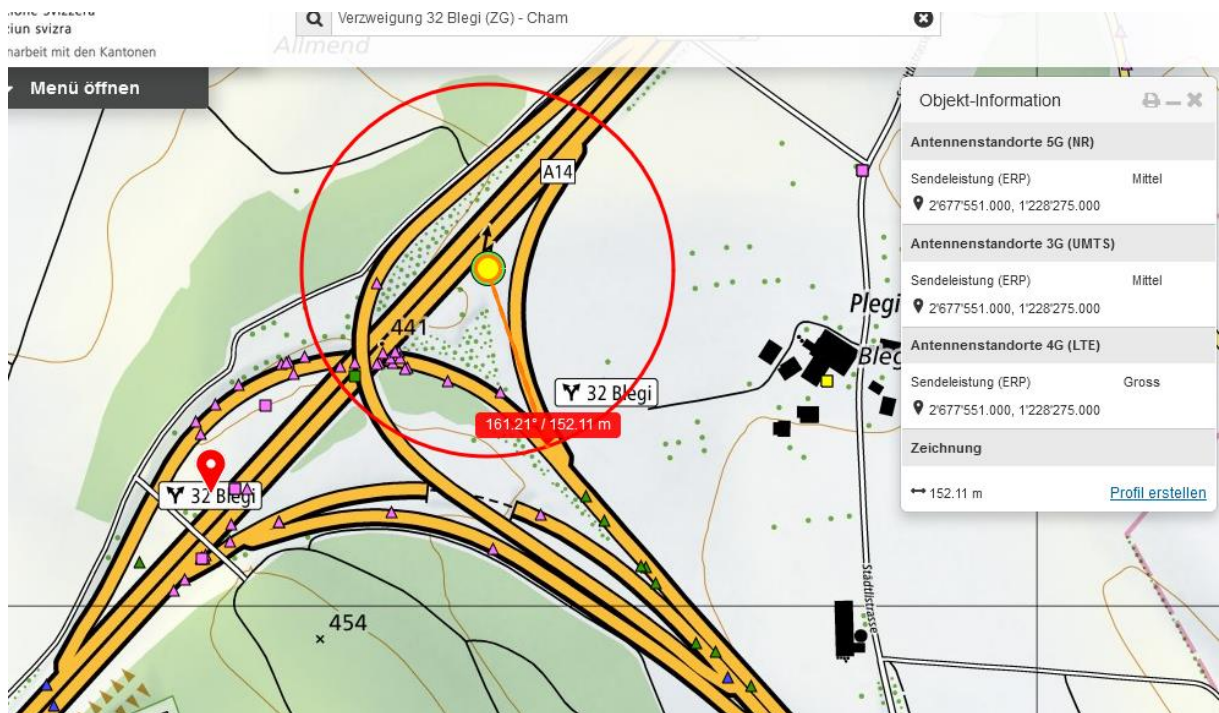 ziun svizra
narbeit mit den Kantonen
Verzweigung 32 Blegi (ZG) - Cham
Allmend
Menü öffnen
A14
441
32 Blegi
161.21° / 152.11 m
32 Blegi
454
Plegi
Bleg
Städtlistrasse
Objekt-Information
Antennenstandorte 5G (NR)
Sendeleistung (ERP) Mittel
2'677'551.000, 1'228'275.000
Antennenstandorte 3G (UMTS)
Sendeleistung (ERP) Mittel
2'677'551.000, 1'228'275.000
Antennenstandorte 4G (LTE)
Sendeleistung (ERP) Gross
2'677'551.000, 1'228'275.000
Zeichnung
152.11 m Profil erstellen